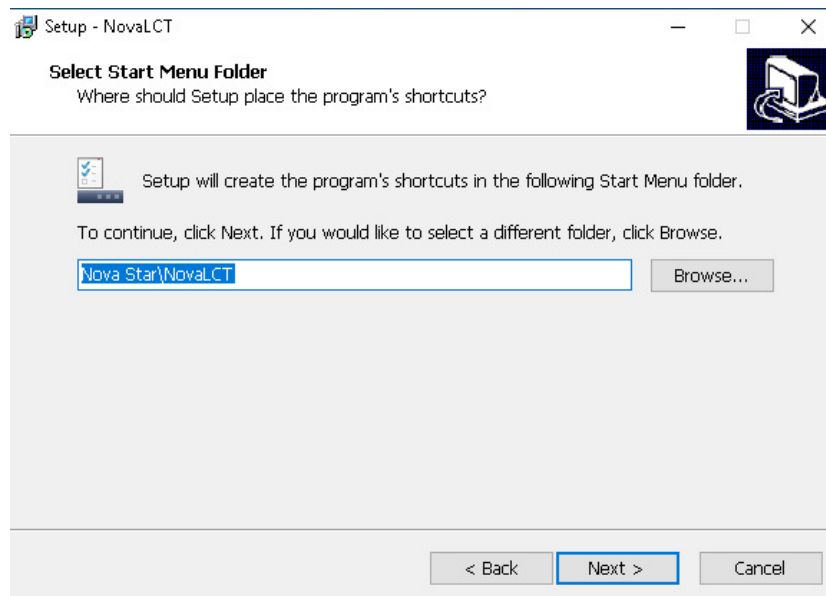 Setup - NovaLCT
Select Start Menu Folder
Where should Setup place the program's shortcuts?
Setup will create the program's shortcuts in the following Start Menu folder.
To continue, click Next. If you would like to select a different folder, click Browse.
Nova Star\NovaLCT
Browse...
< Back
Next >
Cancel